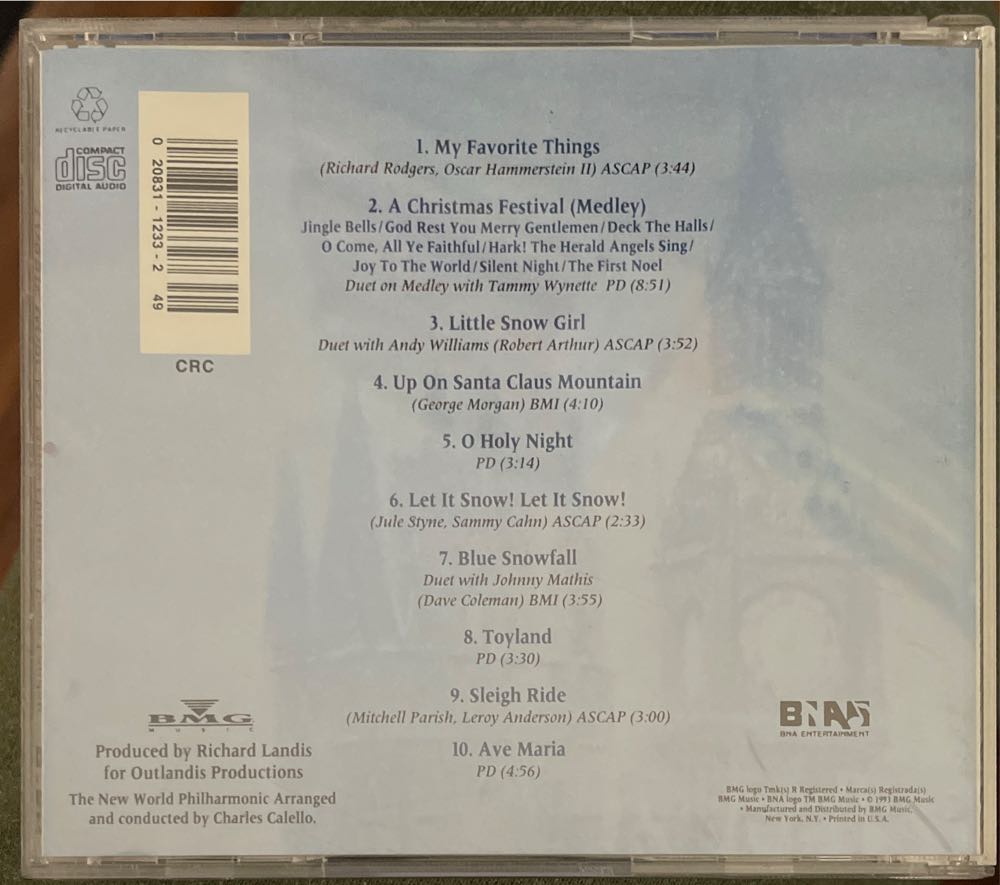 RECYCLABLE PAPER
COMPACT
disc
DIGITAL AUDIO
0 20831 - 1233 - 2 49
CRC
1. My Favorite Things
(Richard Rodgers, Oscar Hammerstein II) ASCAP (3:44)
2. A Christmas Festival (Medley)
Jingle Bells/God Rest You Merry Gentlemen/Deck The Halls/
O Come, All Ye Faithful/Hark! The Herald Angels Sing/
Joy To The World/Silent Night/The First Noel
Duet on Medley with Tammy Wynette PD (8:51)
3. Little Snow Girl
Duet with Andy Williams (Robert Arthur) ASCAP (3:52)
4. Up On Santa Claus Mountain
(George Morgan) BMI (4:10)
5. O Holy Night
PD (3:14)
6. Let It Snow! Let It Snow!
(Jule Styne, Sammy Cahn) ASCAP (2:33)
7. Blue Snowfall
Duet with Johnny Mathis
(Dave Coleman) BMI (3:55)
8. Toyland
PD (3:30)
9. Sleigh Ride
(Mitchell Parish, Leroy Anderson) ASCAP (3:00)
10. Ave Maria
PD (4:56)
BMG
MUSIC
Produced by Richard Landis
for Outlandis Productions
The New World Philharmonic Arranged
and conducted by Charles Calello.
BNA
BNA ENTERTAINMENT
BMG logo Tmk(s) R Registered • Marca(s) Registrada(s)
BMG Music • BNA logo TM BMG Music • © 1993 BMG Music
• Manufactured and Distributed by BMG Music,
New York, N.Y. • Printed in U.S.A.